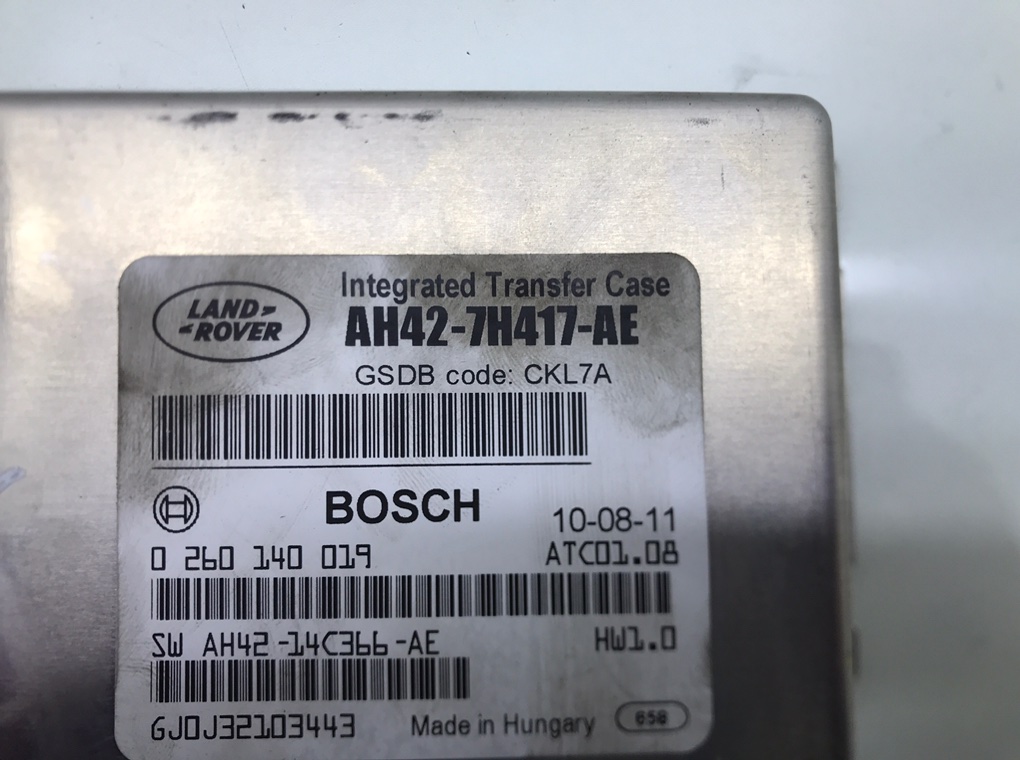 LAND
ROVER
Integrated Transfer Case
AH42-7H417-AE
GSDB code: CKL7A
BOSCH
10-08-11
0 260 140 019
ATC01.08
SW AH42-14C366-AE
HW1.0
GJ0J32103443
Made in Hungary
658